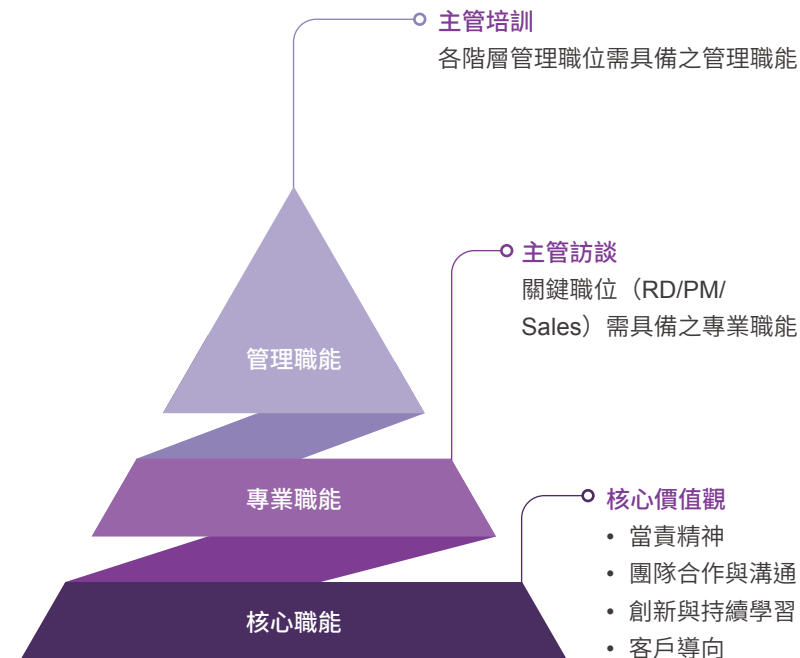 主管培訓
各階層管理職位需具備之管理職能
主管訪談
關鍵職位（RD/PM/
Sales）需具備之專業職能
管理職能
專業職能
核心價值觀
• 當責精神
• 團隊合作與溝通
• 創新與持續學習
• 客戶導向
核心職能